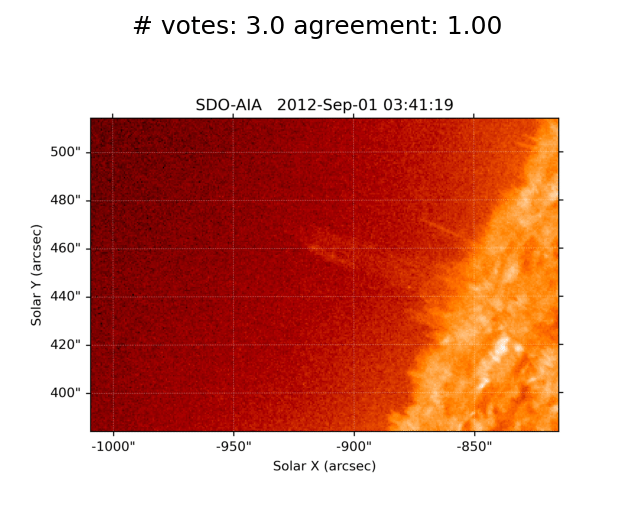 # votes: 3.0 agreement: 1.00
SDO-AIA   2012-Sep-01 03:41:19
500"
480"
460"
440"
420"
400"
Solar Y (arcsec)
-1000"
-950"
-900"
-850"
Solar X (arcsec)